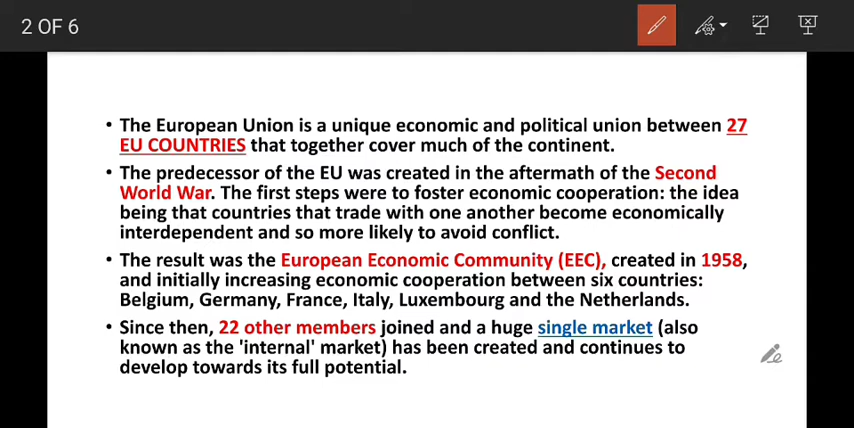 2 OF 6
• The European Union is a unique economic and political union between 27
EU COUNTRIES that together cover much of the continent.
• The predecessor of the EU was created in the aftermath of the Second
World War. The first steps were to foster economic cooperation: the idea
being that countries that trade with one another become economically
interdependent and so more likely to avoid conflict.
• The result was the European Economic Community (EEC), created in 1958,
and initially increasing economic cooperation between six countries:
Belgium, Germany, France, Italy, Luxembourg and the Netherlands.
• Since then, 22 other members joined and a huge single market (also
known as the 'internal' market) has been created and continues to
develop towards its full potential.